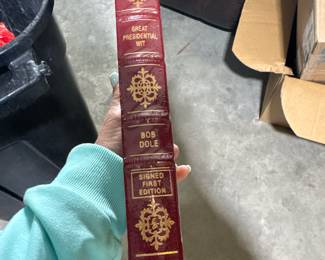 GREAT
PRESIDENTIAL
WIT
BOB
DOLE
SIGNED
FIRST
EDITION